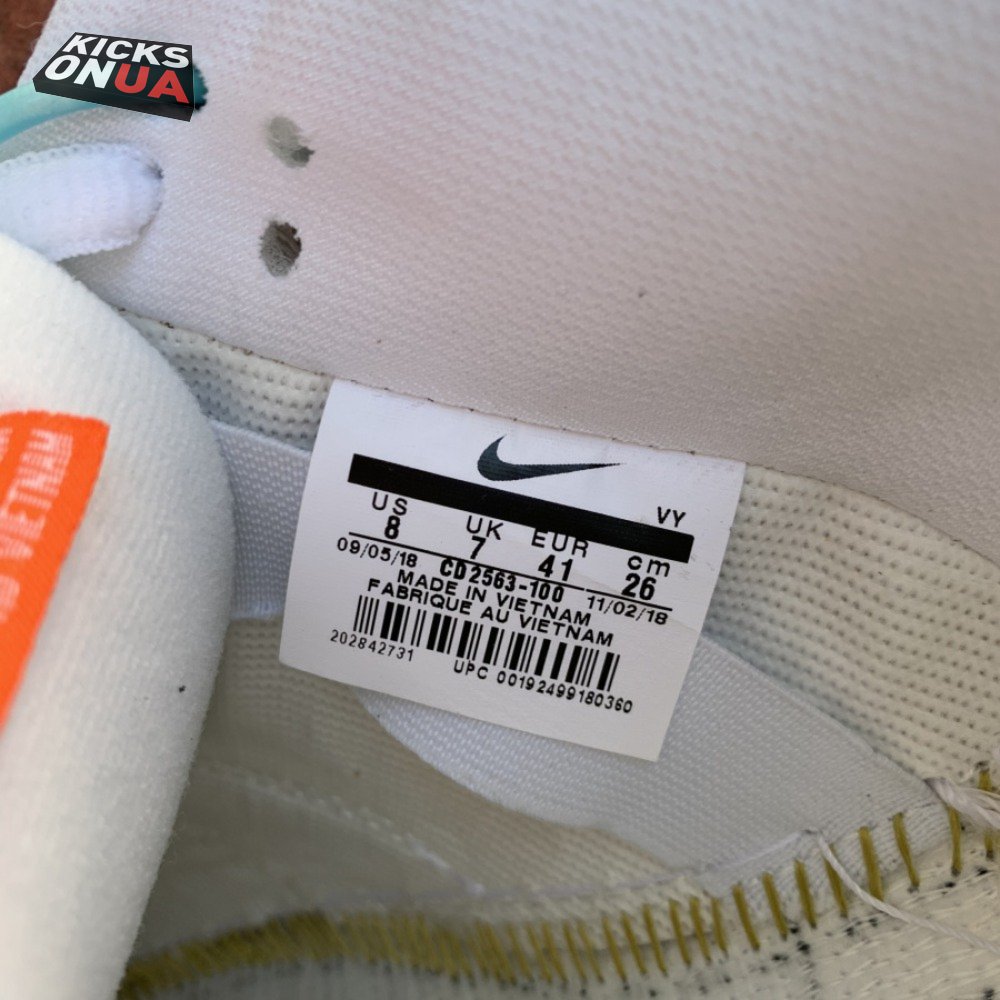 KICKS
ONUA
VY
US UK EUR cm
8 7 41 26
09/05/18 CD2563-100 11/02/18
MADE IN VIETNAM
FABRIQUE AU VIETNAM
202842731
UPC 00192499180360